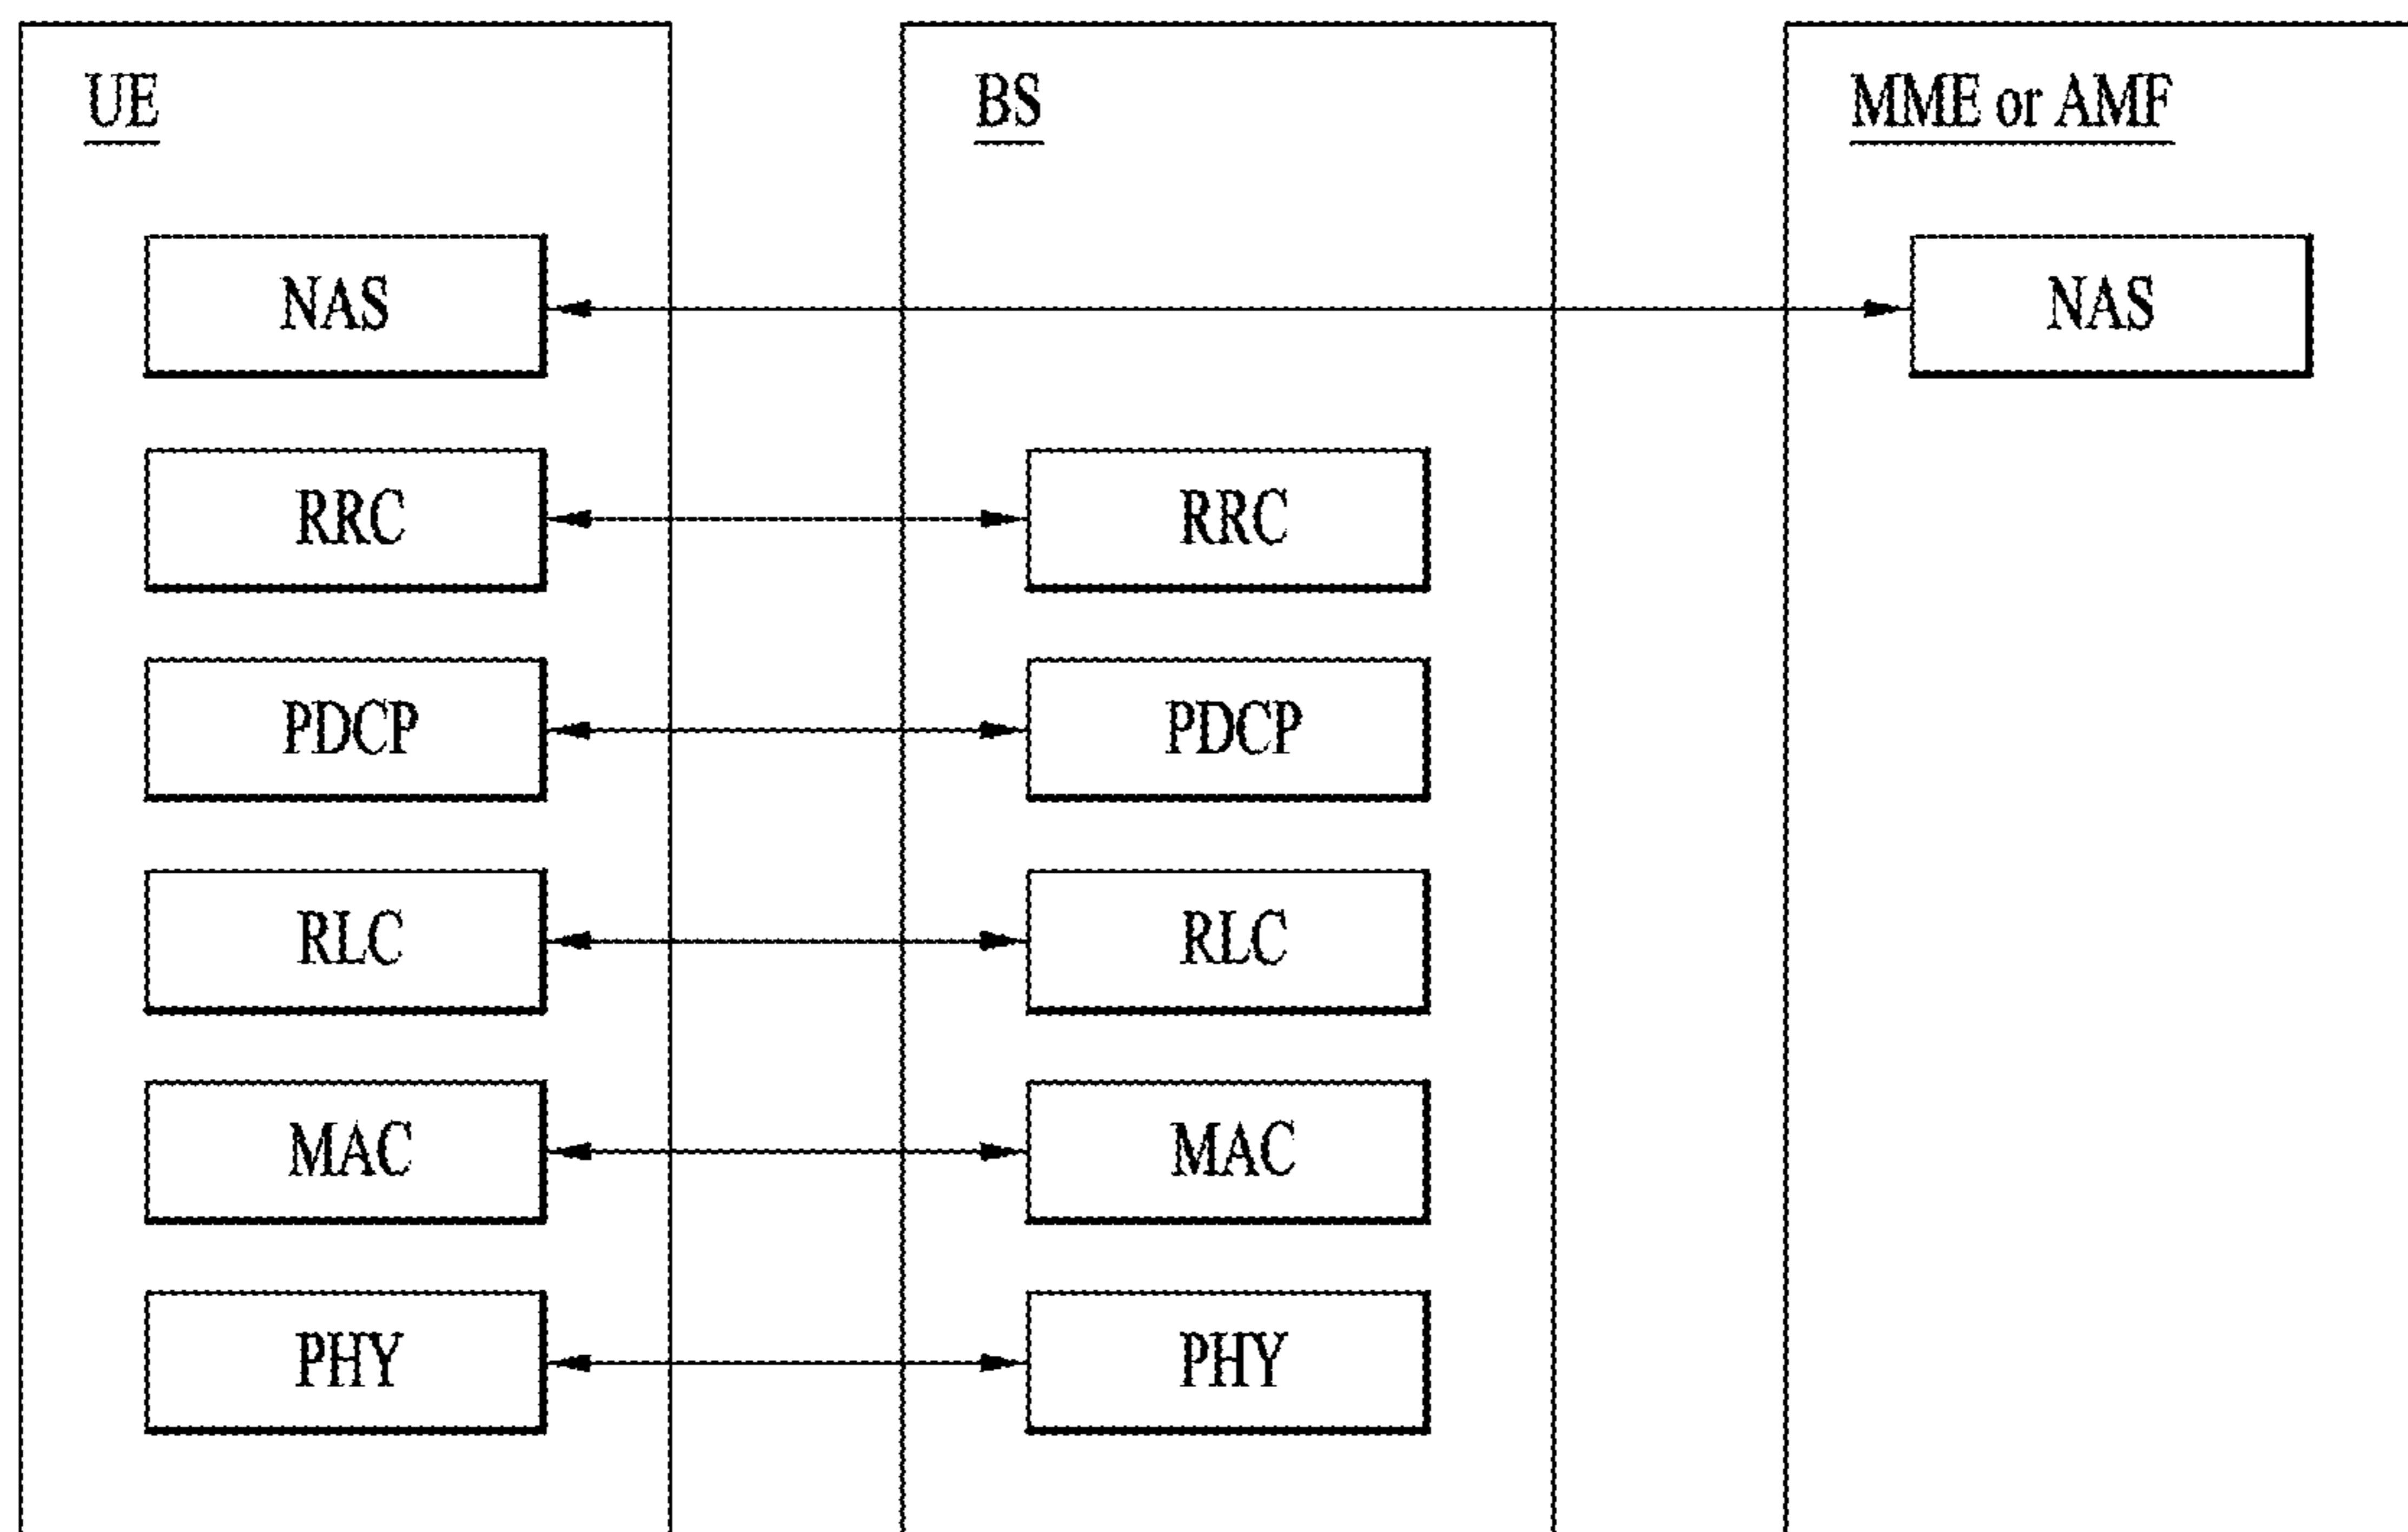 UE BS MME or AMF
NAS NAS
RRC RRC
PDCP PDCP
RLC RLC
MAC MAC
PHY PHY